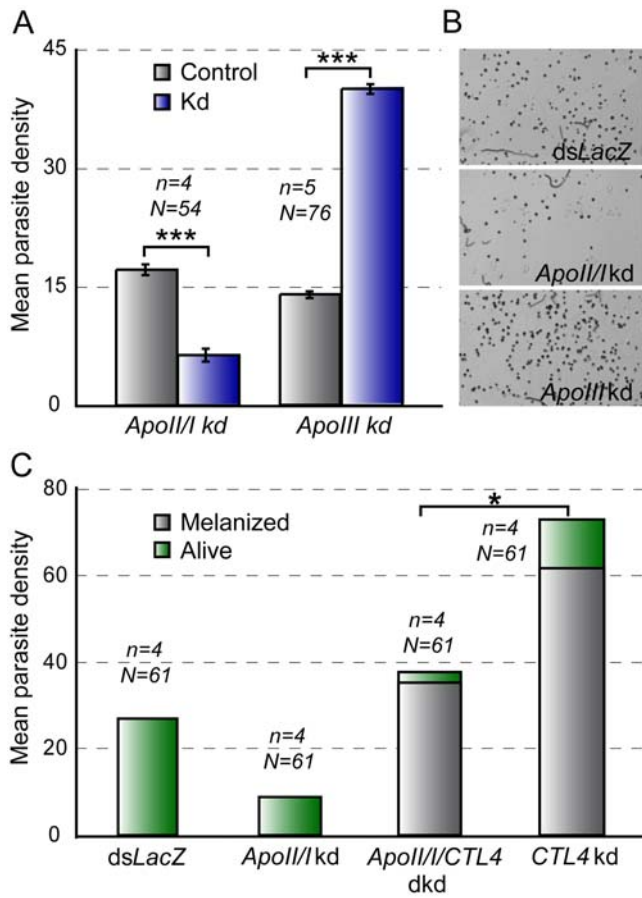 A
B
45
Control
Kd
***
30
n=4
N=54
n=5
N=76
***
15
0
Mean parasite density
ApoII/I kd
ApoIII kd
dsLacZ
ApoII/I kd
ApoIII kd
C
80
Melanized
Alive
*
n=4
N=61
60
n=4
N=61
40
n=4
N=61
n=4
N=61
20
0
Mean parasite density
dsLacZ
ApoII/I kd
ApoII/I/CTL4
dkd
CTL4 kd